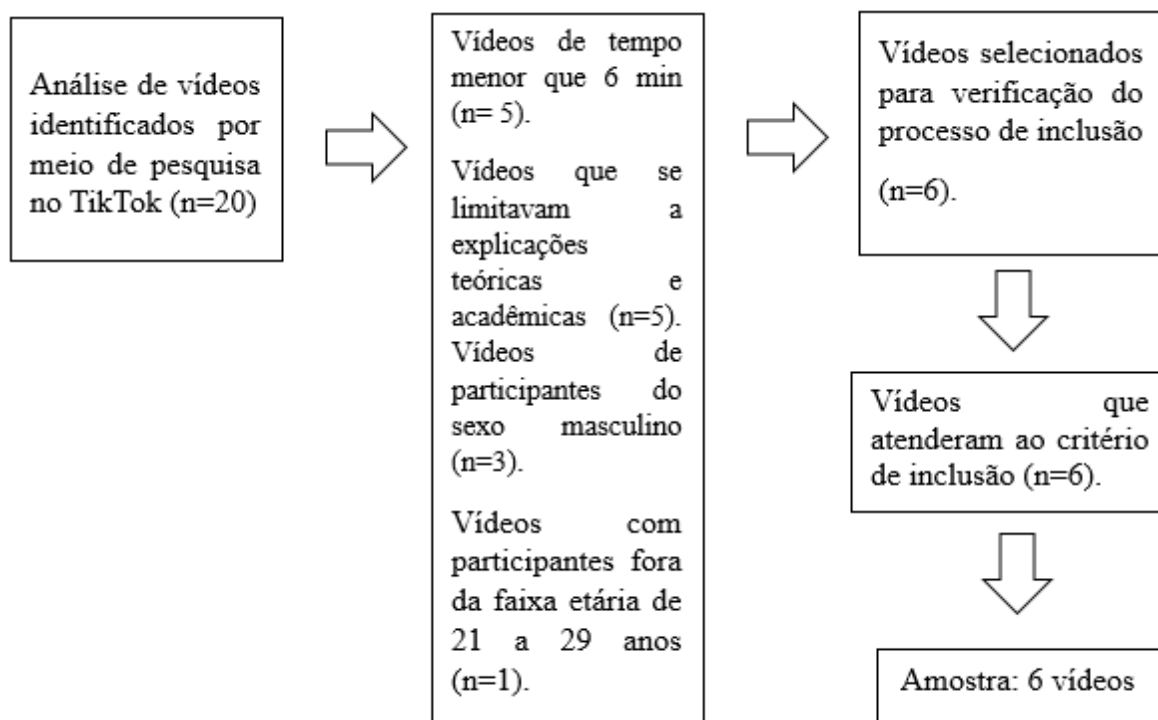 Análise de vídeos
identificados por
meio de pesquisa
no TikTok (n=20)
Vídeos de tempo
menor que 6 min
(n= 5).
Vídeos que se
limitavam a
explicações
teóricas e
acadêmicas (n=5).
Vídeos de
participantes do
sexo masculino
(n=3).
Vídeos com
participantes fora
da faixa etária de
21 a 29 anos
(n=1).
Vídeos selecionados
para verificação do
processo de inclusão
(n=6).
Vídeos que
atenderam ao critério
de inclusão (n=6).
Amostra: 6 vídeos